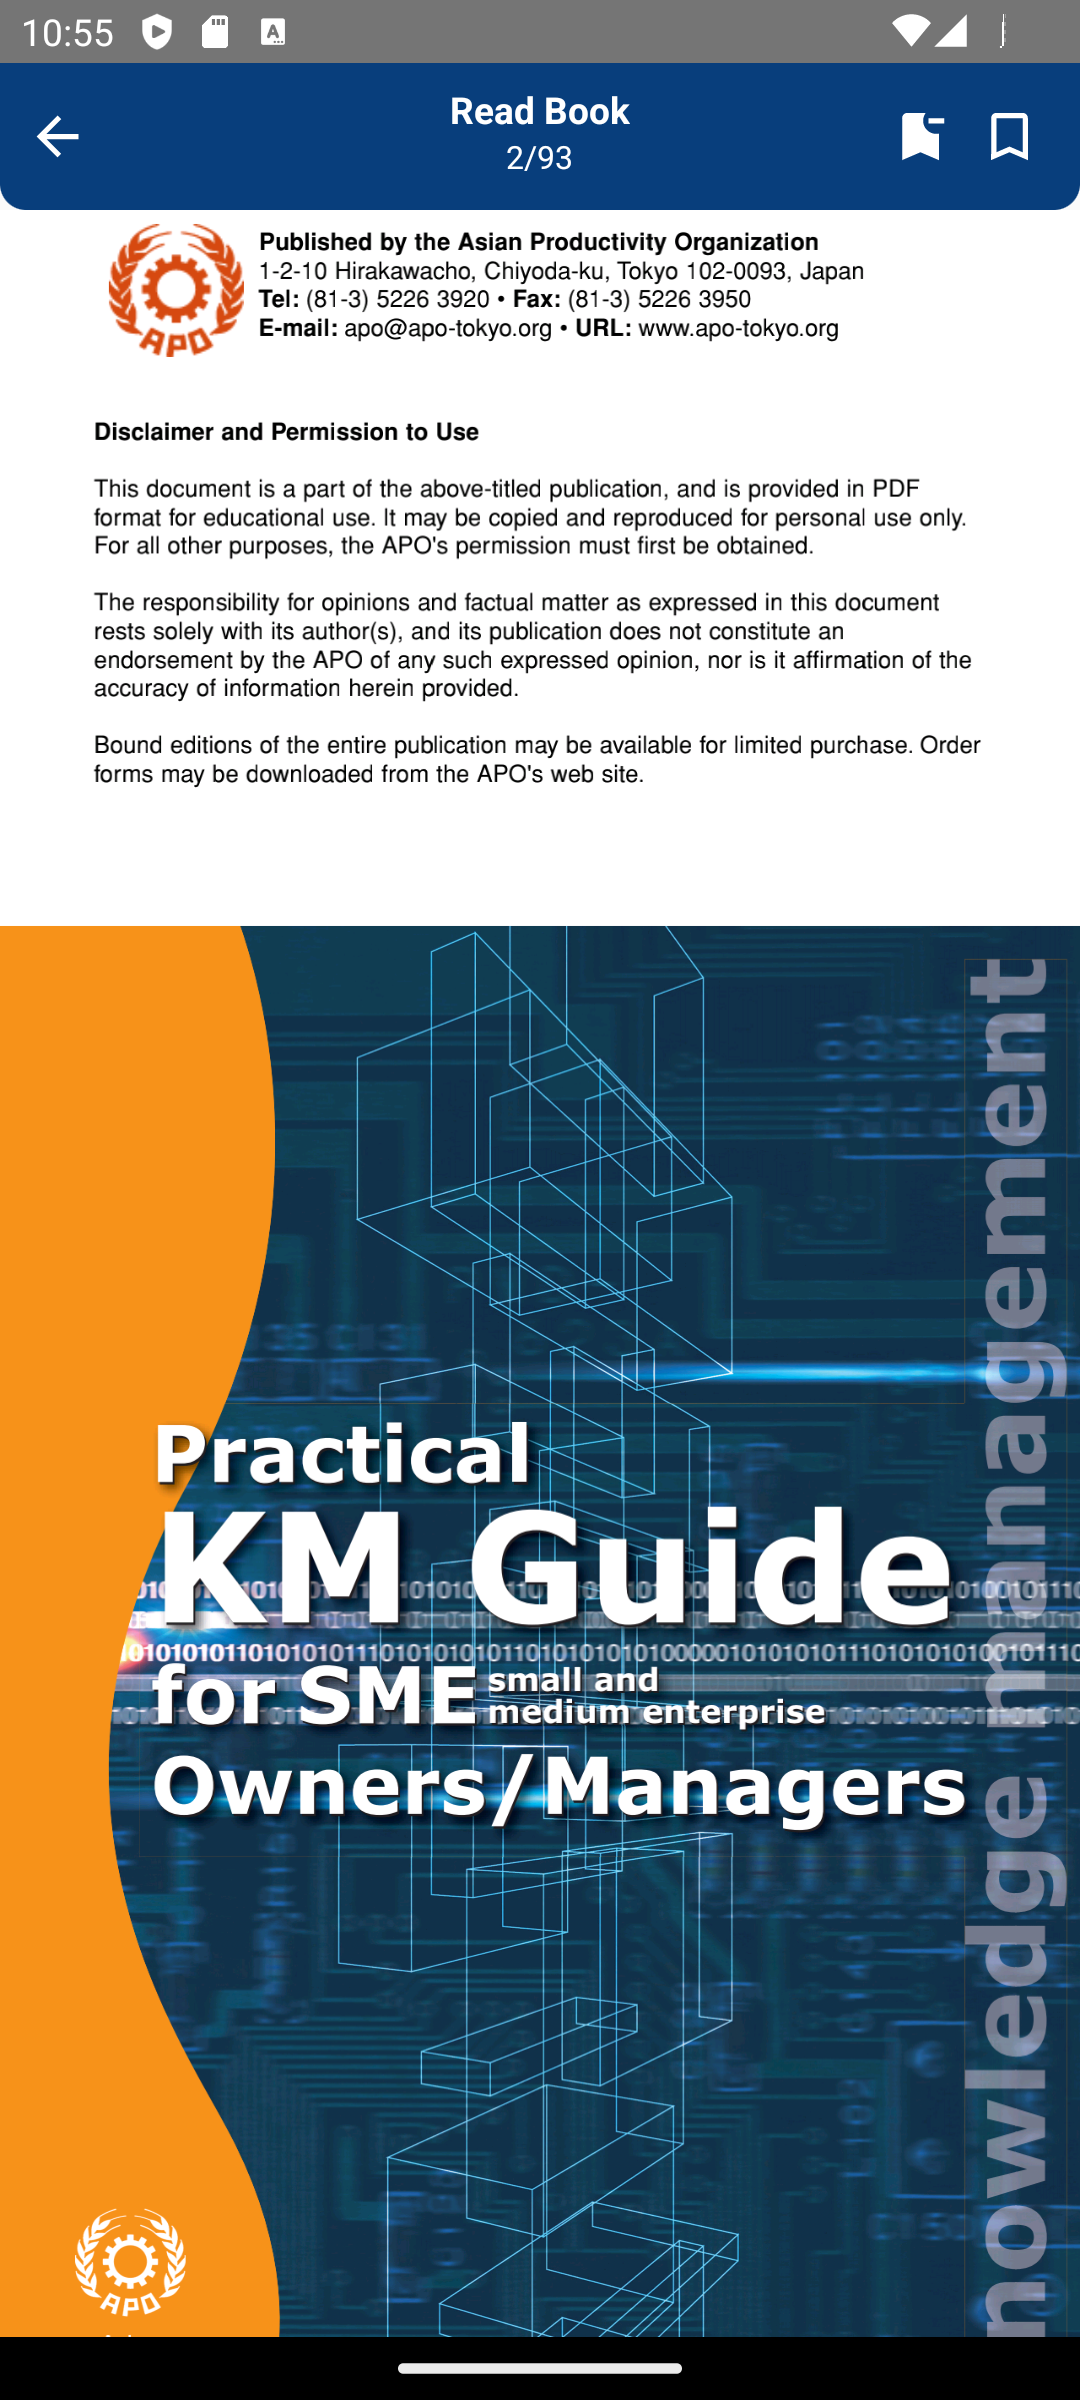 10:55
Read Book
2/93
APO
Published by the Asian Productivity Organization
1-2-10 Hirakawacho, Chiyoda-ku, Tokyo 102-0093, Japan
Tel: (81-3) 5226 3920 • Fax: (81-3) 5226 3950
E-mail: apo@apo-tokyo.org • URL: www.apo-tokyo.org
Disclaimer and Permission to Use
This document is a part of the above-titled publication, and is provided in PDF
format for educational use. It may be copied and reproduced for personal use only.
For all other purposes, the APO's permission must first be obtained.
The responsibility for opinions and factual matter as expressed in this document
rests solely with its author(s), and its publication does not constitute an
endorsement by the APO of any such expressed opinion, nor is it affirmation of the
accuracy of information herein provided.
Bound editions of the entire publication may be available for limited purchase. Order
forms may be downloaded from the APO's web site.
Practical
KM Guide
for SME small and
medium enterprise
Owners/Managers
nowledge management
APO